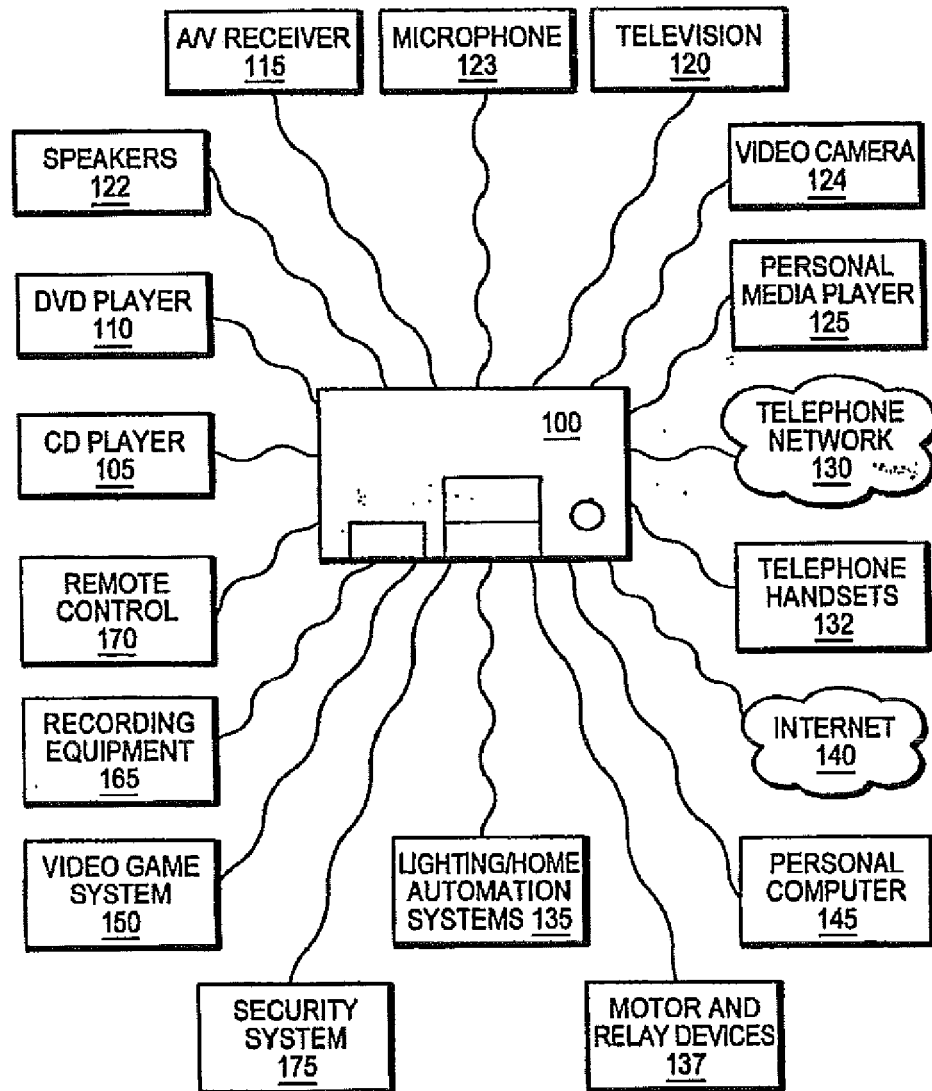 A/V RECEIVER
115
MICROPHONE
123
TELEVISION
120
SPEAKERS
122
VIDEO CAMERA
124
DVD PLAYER
110
PERSONAL
MEDIA PLAYER
125
100
CD PLAYER
105
TELEPHONE
NETWORK
130
REMOTE
CONTROL
170
TELEPHONE
HANDSETS
132
RECORDING
EQUIPMENT
165
INTERNET
140
VIDEO GAME
SYSTEM
150
LIGHTING/HOME
AUTOMATION
SYSTEMS 135
PERSONAL
COMPUTER
145
SECURITY
SYSTEM
175
MOTOR AND
RELAY DEVICES
137